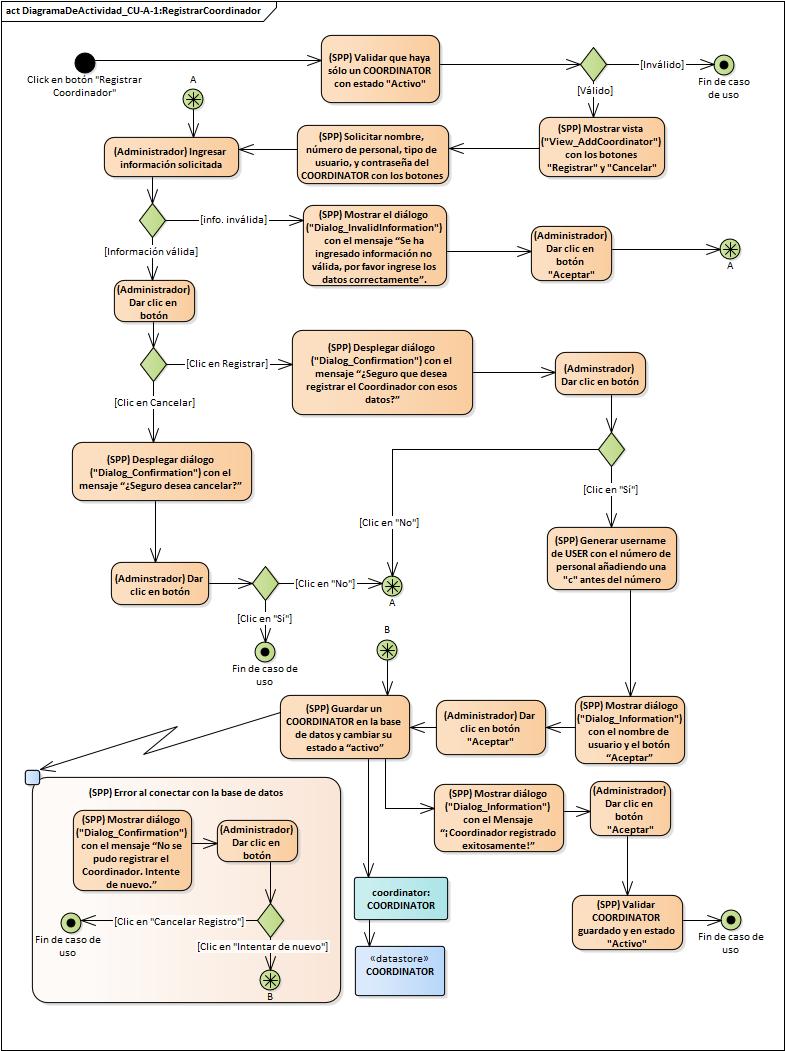 act DiagramaDeActividad_CU-A-1:RegistrarCoordinador
Click en botón "Registrar
Coordinador"
(SPP) Validar que haya
sólo un COORDINATOR
con estado "Activo"
[Inválido]
Fin de caso
de uso
[Válido]
A
(Administrador) Ingresar
información solicitada
(SPP) Solicitar nombre,
número de personal, tipo de
usuario, y contraseña del
COORDINATOR con los botones
(SPP) Mostrar vista
("View_AddCoordinator")
con los botones
"Registrar" y "Cancelar"
[info. inválida]
(SPP) Mostrar el diálogo
("Dialog_InvalidInformation")
con el mensaje “Se ha
ingresado información no
válida, por favor ingrese los
datos correctamente”.
(Administrador)
Dar clic en
botón
"Aceptar"
A
[Información válida]
(Administrador)
Dar clic en
botón
[Clic en Registrar]
(SPP) Desplegar diálogo
("Dialog_Confirmation") con el
mensaje “¿Seguro que desea
registrar el Coordinador con esos
datos?”
(Adminstrador)
Dar clic en botón
[Clic en Cancelar]
(SPP) Desplegar diálogo
("Dialog_Confirmation") con el
mensaje “¿Seguro desea cancelar?”
[Clic en "No"]
[Clic en "Sí"]
(SPP) Generar username
de USER con el número de
personal añadiendo una
"c" antes del número
(Adminstrador) Dar
clic en botón
[Clic en "No"]
A
[Clic en "Sí"]
Fin de caso de
uso
B
(SPP) Guardar un
COORDINATOR en la base
de datos y cambiar su
estado a “activo”
(Administrador) Dar
clic en botón
"Aceptar"
(SPP) Mostrar diálogo
("Dialog_Information")
con el nombre de
usuario y el botón
“Aceptar”
(SPP) Error al conectar con la base de datos
(SPP) Mostrar diálogo
("Dialog_Confirmation")
con el mensaje “No se
pudo registrar el
Coordinador. Intente
de nuevo.”
(Administrador)
Dar clic en
botón
[Clic en "Cancelar Registro"]
Fin de caso de
uso
[Clic en "Intentar de nuevo"]
B
(SPP) Mostrar diálogo
("Dialog_Information")
con el Mensaje
“¡Coordinador registrado
exitosamente!”
(Administrador)
Dar clic en
botón
"Aceptar"
coordinator:
COORDINATOR
«datastore»
COORDINATOR
(SPP) Validar
COORDINATOR
guardado y en estado
"Activo"
Fin de caso de
uso